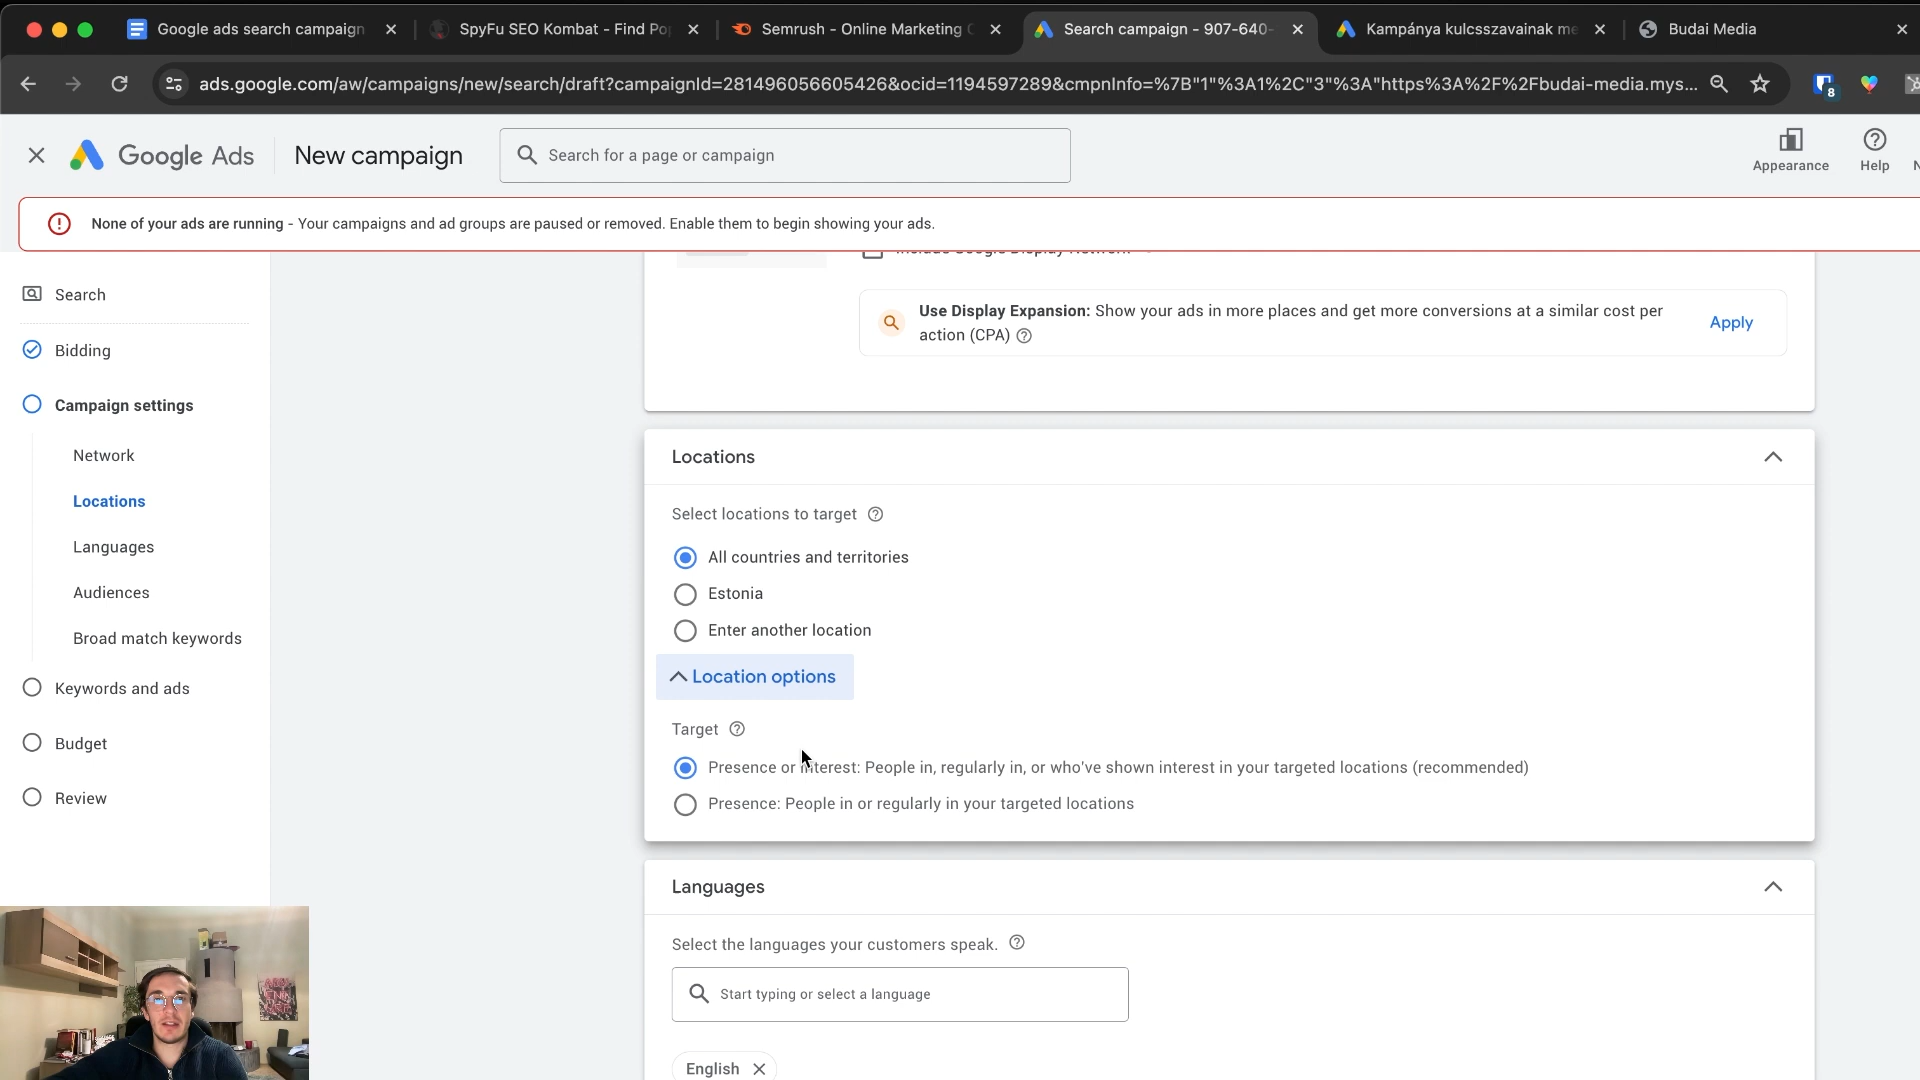 Google ads search campaign
SpyFu SEO Kombat - Find Po
Semrush - Online Marketing
Search campaign - 907-640-
Kampánya kulcsszavainak me
Budai Media
ads.google.com/aw/campaigns/new/search/draft?campaignId=281496056605426&ocid=1194597289&cmpnInfo=%7B"1"%3A1%2C"3"%3A"https%3A%2F%2Fbudai-media.mys...
8
Google Ads
New campaign
Search for a page or campaign
Appearance
Help
None of your ads are running - Your campaigns and ad groups are paused or removed. Enable them to begin showing your ads.
Search
Bidding
Campaign settings
Network
Locations
Languages
Audiences
Broad match keywords
Keywords and ads
Budget
Review
Include Google Display Network
Use Display Expansion: Show your ads in more places and get more conversions at a similar cost per
action (CPA)
Apply
Locations
Select locations to target
All countries and territories
Estonia
Enter another location
Location options
Target
Presence or interest: People in, regularly in, or who've shown interest in your targeted locations (recommended)
Presence: People in or regularly in your targeted locations
Languages
Select the languages your customers speak.
Start typing or select a language
English